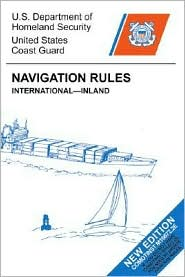 U.S. Department of
Homeland Security
United States
Coast Guard
NAVIGATION RULES
INTERNATIONAL—INLAND
NEW EDITION